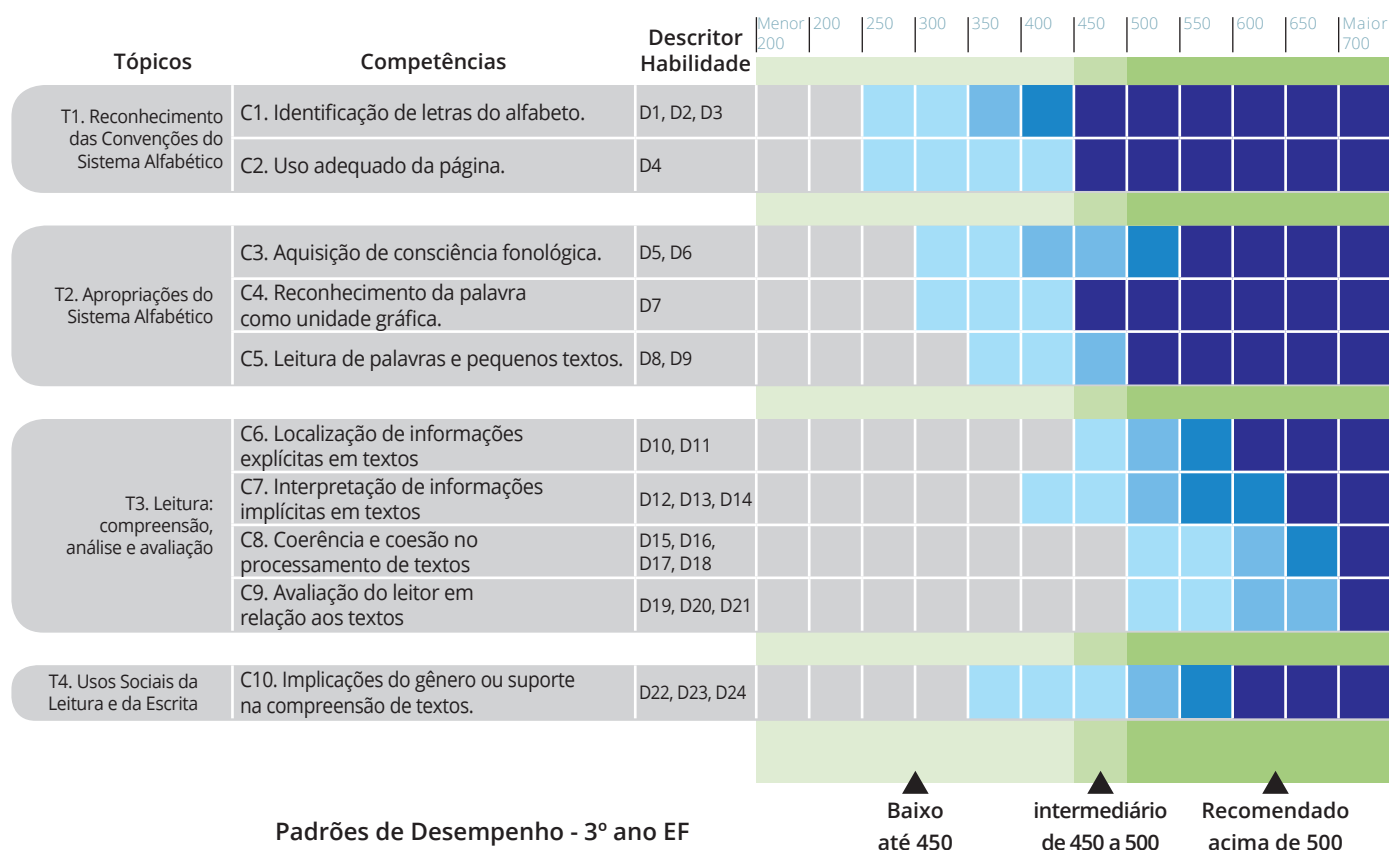 Tópicos
Competências
Descritor
Habilidade
Menor 200 250 300 350 400 450 500 550 600 650 Maior
200 700
T1. Reconhecimento
das Convenções do
Sistema Alfabético
C1. Identificação de letras do alfabeto.
D1, D2, D3
C2. Uso adequado da página.
D4
T2. Apropriações do
Sistema Alfabético
C3. Aquisição de consciência fonológica.
D5, D6
C4. Reconhecimento da palavra
como unidade gráfica.
D7
C5. Leitura de palavras e pequenos textos.
D8, D9
T3. Leitura:
compreensão,
análise e avaliação
C6. Localização de informações
explícitas em textos
D10, D11
C7. Interpretação de informações
implícitas em textos
D12, D13, D14
C8. Coerência e coesão no
processamento de textos
D15, D16,
D17, D18
C9. Avaliação do leitor em
relação aos textos
D19, D20, D21
T4. Usos Sociais da
Leitura e da Escrita
C10. Implicações do gênero ou suporte
na compreensão de textos.
D22, D23, D24
Padrões de Desempenho - 3º ano EF
Baixo
até 450
intermediário
de 450 a 500
Recomendado
acima de 500